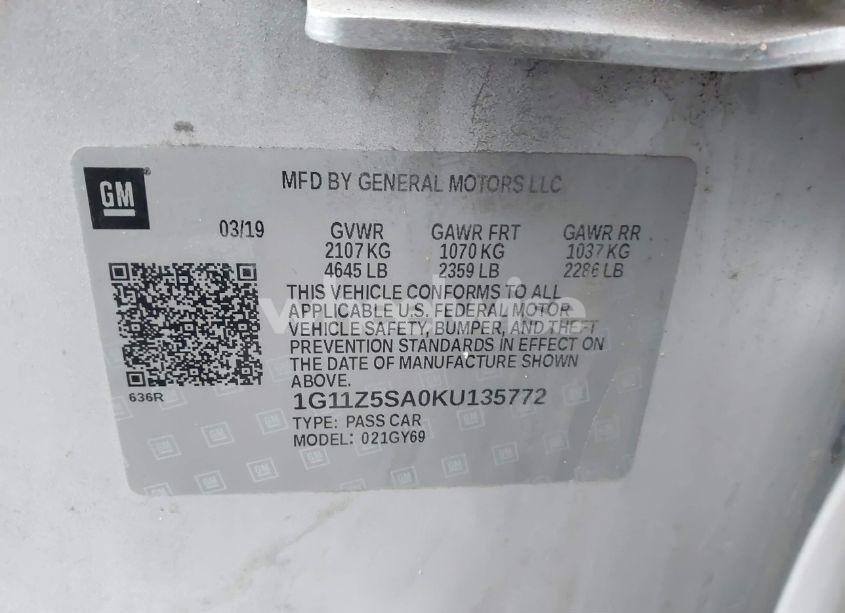 GM
MFD BY GENERAL MOTORS LLC
03/19 GVWR GAWR FRT GAWR RR
2107 KG 1070 KG 1037 KG
4645 LB 2359 LB 2286 LB
THIS VEHICLE CONFORMS TO ALL
APPLICABLE U.S. FEDERAL MOTOR
VEHICLE SAFETY, BUMPER, AND THEFT
PREVENTION STANDARDS IN EFFECT ON
THE DATE OF MANUFACTURE SHOWN
ABOVE.
636R
1G11Z5SA0KU135772
TYPE: PASS CAR
MODEL: 021GY69